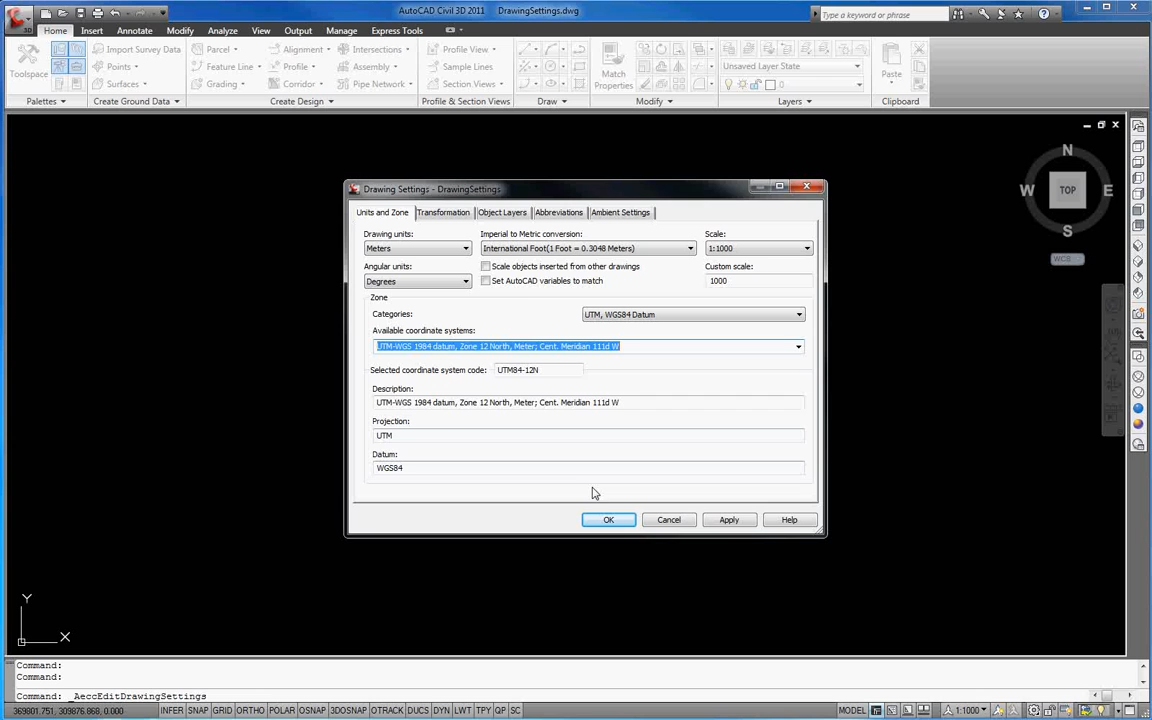 AutoCAD Civil 3D 2011 DrawingSettings.dwg
Type a keyword or phrase
Home Insert Annotate Modify Analyze View Output Manage Express Tools
3D
Toolspace
Import Survey Data
Points
Surfaces
Parcel
Feature Line
Grading
Alignment
Profile
Corridor
Intersections
Assembly
Pipe Network
Profile View
Sample Lines
Section Views
Match
Properties
Unsaved Layer State
0
Paste
Palettes Create Ground Data Create Design Profile & Section Views Draw Modify Layers Clipboard
N
W TOP E
S
WCS
Drawing Settings - DrawingSettings
Units and Zone Transformation Object Layers Abbreviations Ambient Settings
Drawing units: Imperial to Metric conversion: Scale:
Meters International Foot(1 Foot = 0.3048 Meters) 1:1000
Angular units: Scale objects inserted from other drawings Custom scale:
Degrees Set AutoCAD variables to match 1000
Zone
Categories: UTM, WGS84 Datum
Available coordinate systems:
UTM-WGS 1984 datum, Zone 12 North, Meter; Cent. Meridian 111d W
Selected coordinate system code: UTM84-12N
Description:
UTM-WGS 1984 datum, Zone 12 North, Meter; Cent. Meridian 111d W
Projection:
UTM
Datum:
WGS84
OK Cancel Apply Help
Y
X
Command:
Command:
Command: _AeccEditDrawingSettings
369801.751, 309876.868, 0.000 INFER SNAP GRID ORTHO POLAR OSNAP 3DOSNAP OTRACK DUCS DYN LWT TPY QP SC MODEL 1:1000